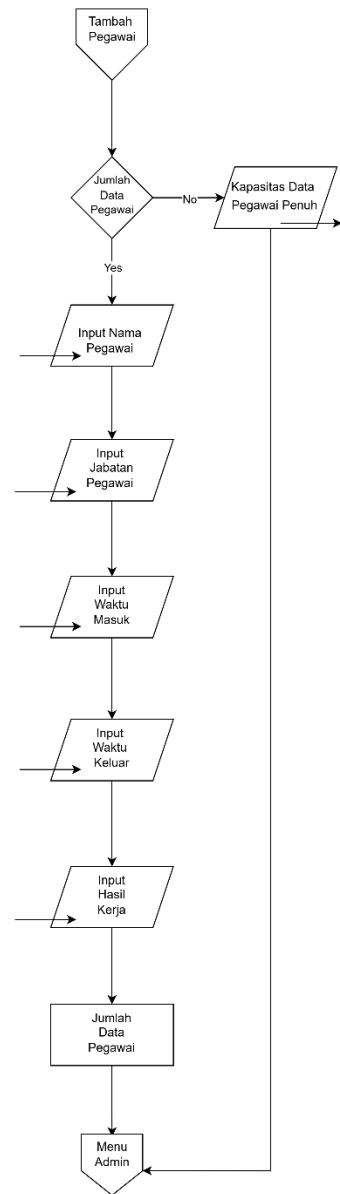 Tambah
Pegawai
Jumlah
Data
Pegawai
No
Kapasitas Data
Pegawai Penuh
Yes
Input Nama
Pegawai
Input
Jabatan
Pegawai
Input
Waktu
Masuk
Input
Waktu
Keluar
Input
Hasil
Kerja
Jumlah
Data
Pegawai
Menu
Admin